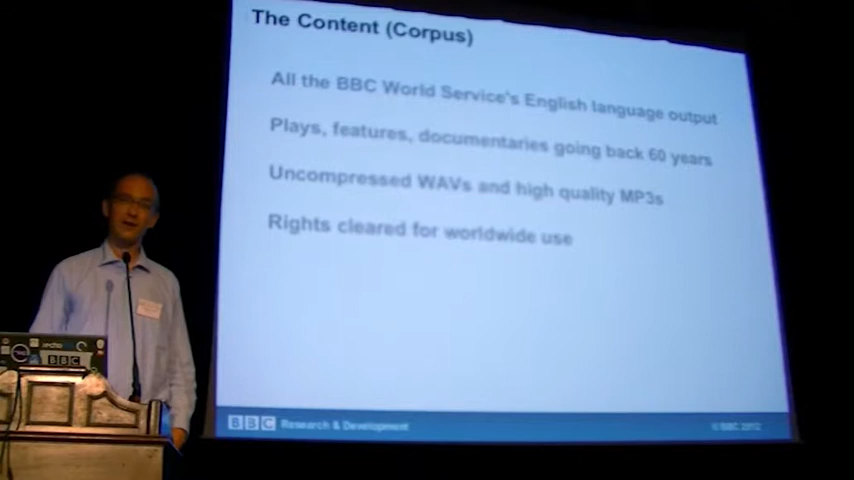 The Content (Corpus)
All the BBC World Service's English language output
Plays, features, documentaries going back 60 years
Uncompressed WAVs and high quality MP3s
Rights cleared for worldwide use
BBC Research & Development
© BBC 2012
BBC